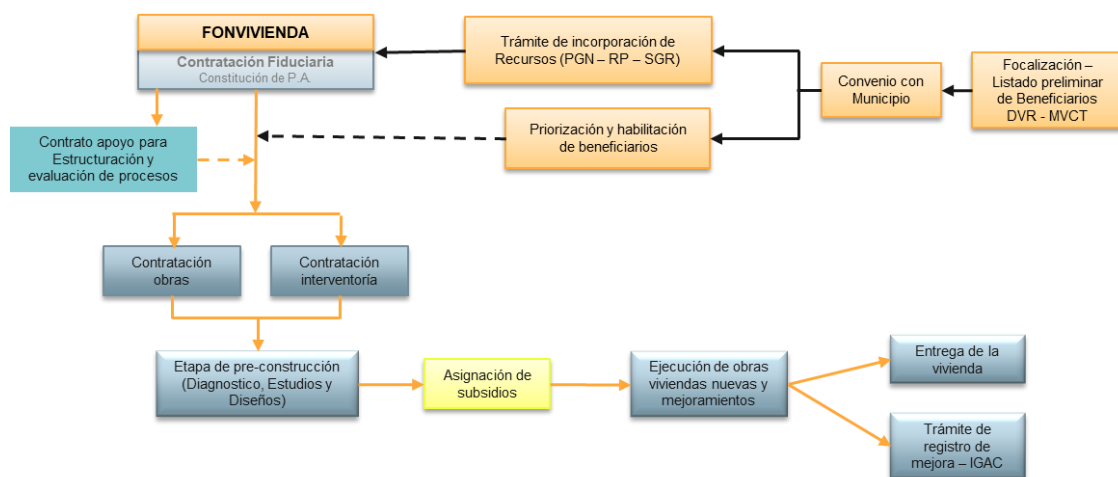 FONVIVIENDA
Contratación Fiduciaria
Constitución de P.A.
Trámite de incorporación de
Recursos (PGN – RP – SGR)
Convenio con
Municipio
Focalización –
Listado preliminar
de Beneficiarios
DVR - MVCT
Priorización y habilitación
de beneficiarios
Contrato apoyo para
Estructuración y
evaluación de procesos
Contratación
obras
Contratación
interventoría
Etapa de pre-construcción
(Diagnostico, Estudios y
Diseños)
Asignación de
subsidios
Ejecución de obras
viviendas nuevas y
mejoramientos
Entrega de la
vivienda
Trámite de
registro de
mejora – IGAC